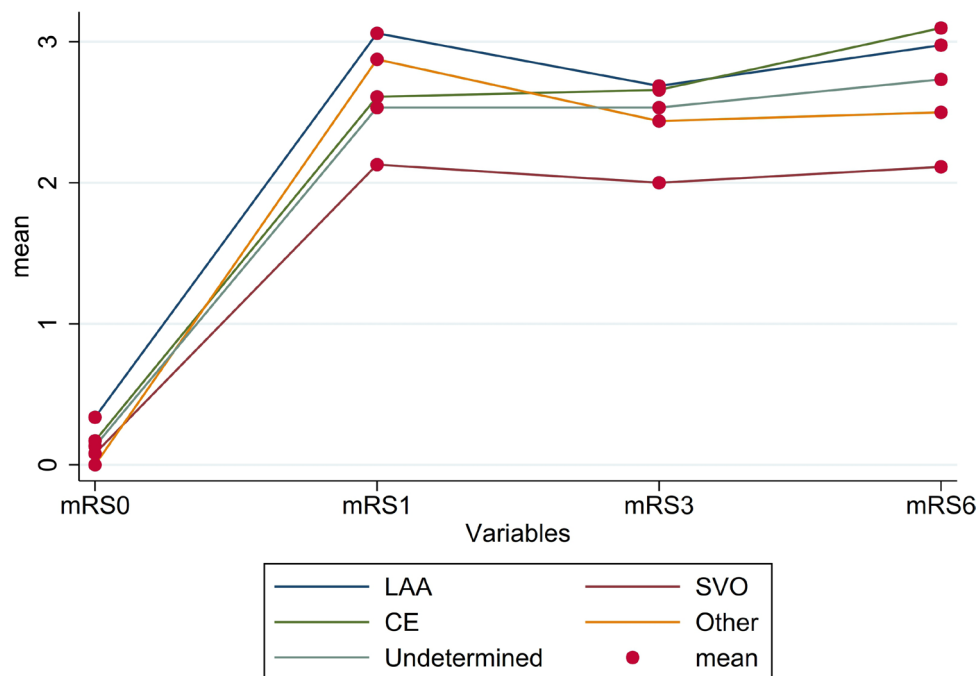 3
2
mean
1
0
mRS0 mRS1 mRS3 mRS6
Variables
LAA SVO
CE Other
Undetermined mean